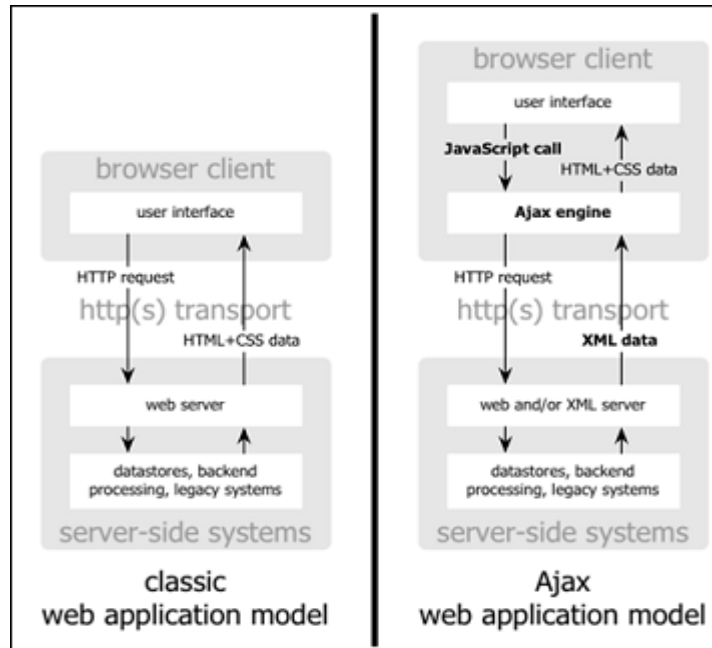 browser client
user interface
HTTP request
http(s) transport
HTML+CSS data
web server
datastores, backend
processing, legacy systems
server-side systems
classic
web application model
browser client
user interface
JavaScript call
HTML+CSS data
Ajax engine
HTTP request
http(s) transport
XML data
web and/or XML server
datastores, backend
processing, legacy systems
server-side systems
Ajax
web application model